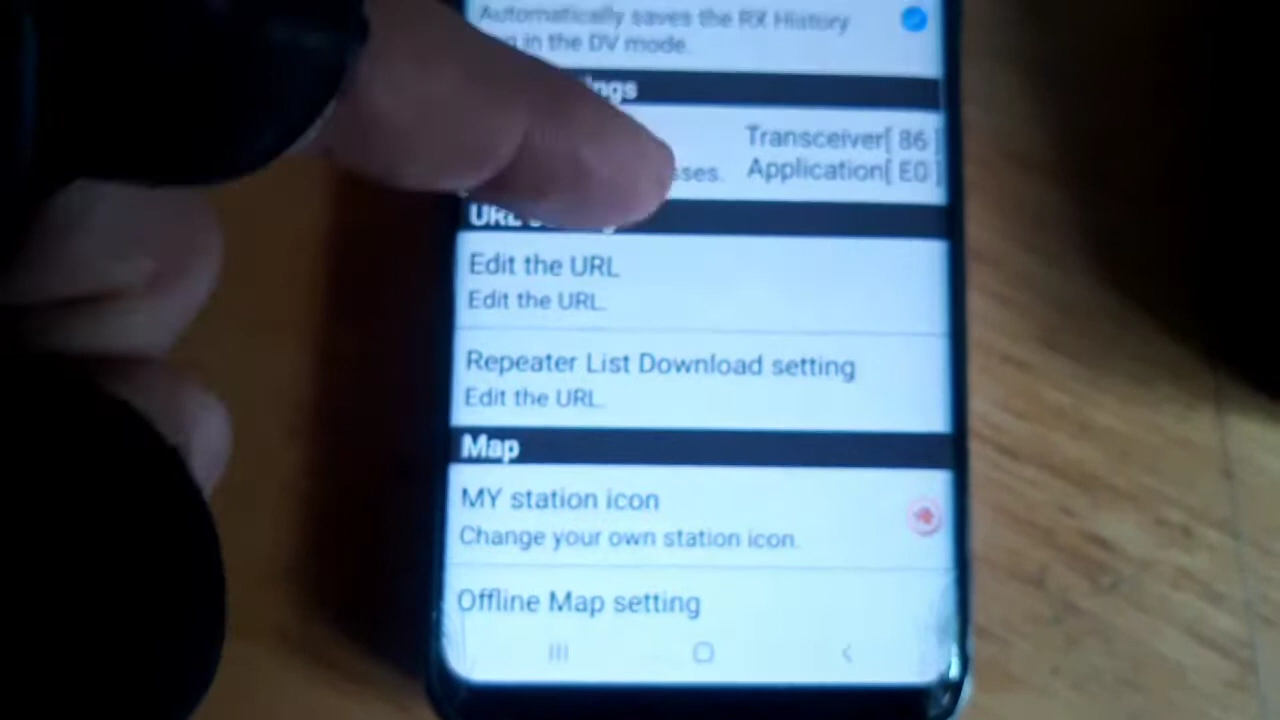 Automatically saves the RX History
in the DV mode.
Transceiver[ 86 ]
Application[ E0 ]
URL
Edit the URL
Edit the URL.
Repeater List Download setting
Edit the URL.
Map
MY station icon
Change your own station icon.
Offline Map setting